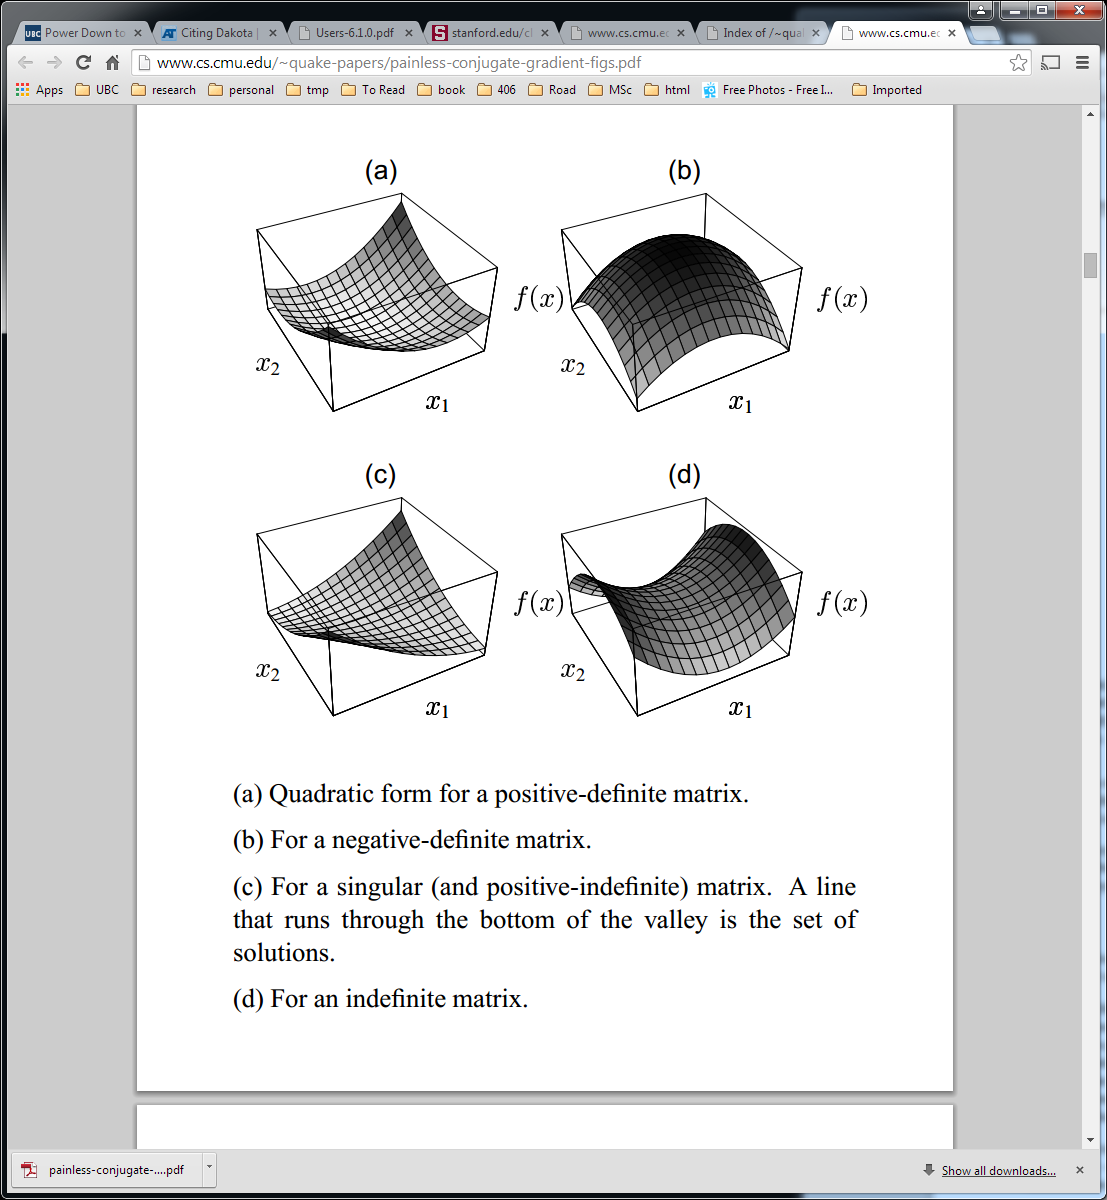 Power Down to
Citing Dakota |
Users-6.1.0.pdf
stanford.edu/cl
www.cs.cmu.ec
Index of /~qual
www.cs.cmu.ec
www.cs.cmu.edu/~quake-papers/painless-conjugate-gradient-figs.pdf
Apps UBC research personal tmp To Read book 406 Road MSc html Free Photos - Free I... Imported
(a) (b)
f(x) f(x)
x2 x2
x1 x1
(c) (d)
f(x) f(x)
x2 x2
x1 x1
(a) Quadratic form for a positive-definite matrix.
(b) For a negative-definite matrix.
(c) For a singular (and positive-indefinite) matrix. A line
that runs through the bottom of the valley is the set of
solutions.
(d) For an indefinite matrix.
painless-conjugate-....pdf
Show all downloads...